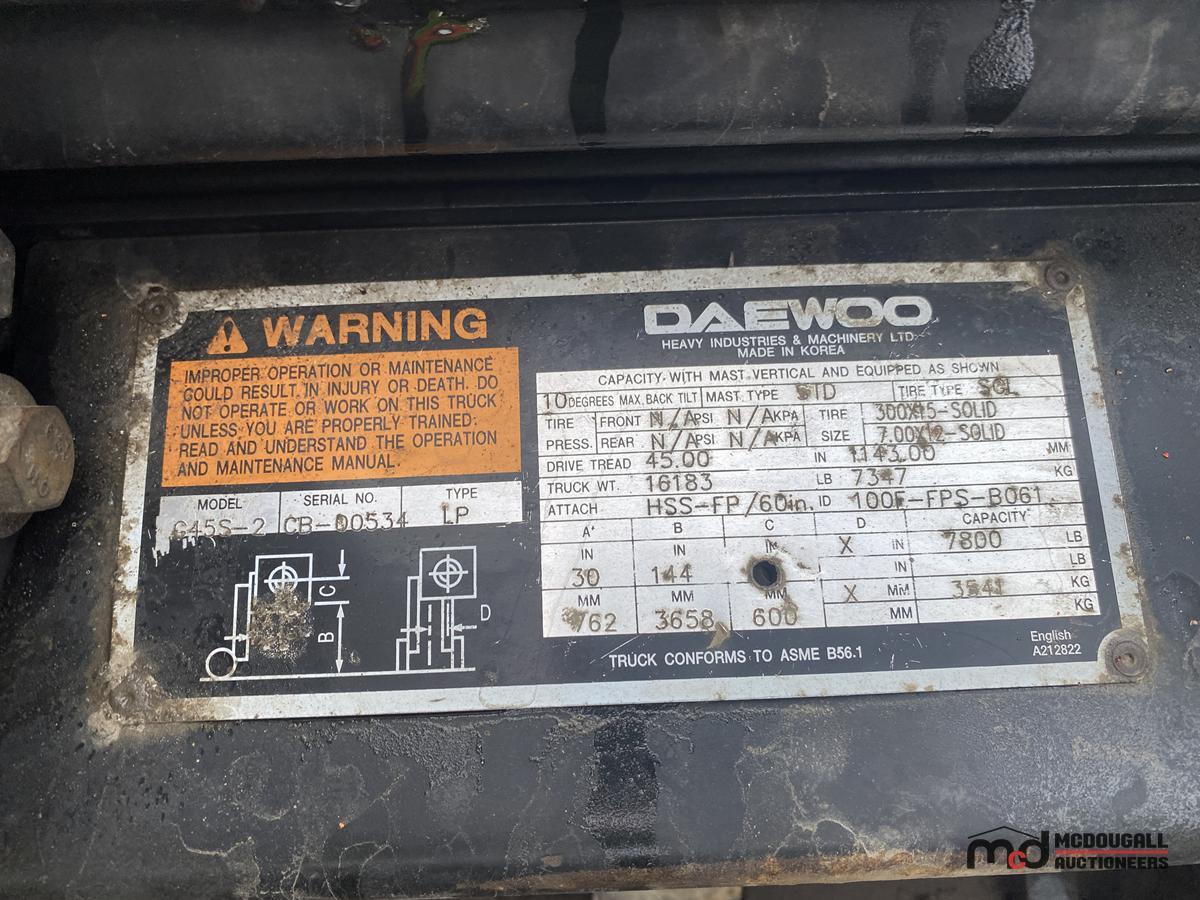 WARNING
IMPROPER OPERATION OR MAINTENANCE
COULD RESULT IN INJURY OR DEATH. DO
NOT OPERATE OR WORK ON THIS TRUCK
UNLESS YOU ARE PROPERLY TRAINED.
READ AND UNDERSTAND THE OPERATION
AND MAINTENANCE MANUAL.
MODEL SERIAL NO. TYPE
G45S-2 CB-00534 LP
C
B
D
DAEWOO
HEAVY INDUSTRIES & MACHINERY LTD.
MADE IN KOREA
CAPACITY WITH MAST VERTICAL AND EQUIPPED AS SHOWN
10 DEGREES MAX. BACK TILT MAST TYPE STD TIRE TYPE SOL
TIRE FRONT N/A PSI N/A KPA TIRE 300X15-SOLID
PRESS. REAR N/A PSI N/A KPA SIZE 7.00X12-SOLID
DRIVE TREAD 45.00 IN 1143.00 MM
TRUCK WT. 16183 LB 7347 KG
ATTACH HSS-FP/60in. ID 100F-FPS-B061
A B C D CAPACITY
IN IN IN X IN 7800 LB
30 144 IN LB
MM MM MM X MM 3541 KG
762 3658 600 MM KG
TRUCK CONFORMS TO ASME B56.1
English
A212822
mcd MCDOUGALL
AUCTIONEERS